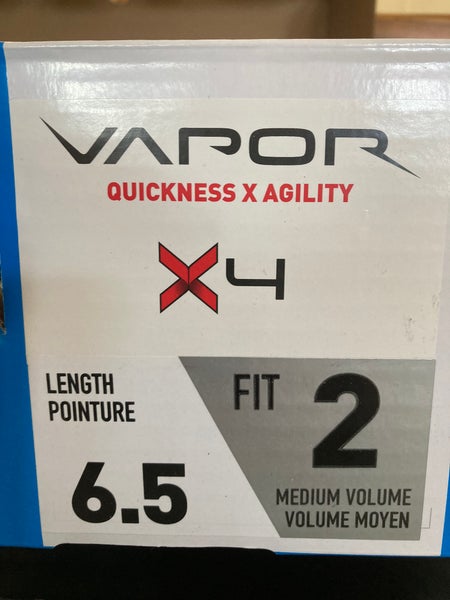 VAPOR
QUICKNESS X AGILITY
X4
LENGTH
POINTURE
6.5
FIT 2
MEDIUM VOLUME
VOLUME MOYEN